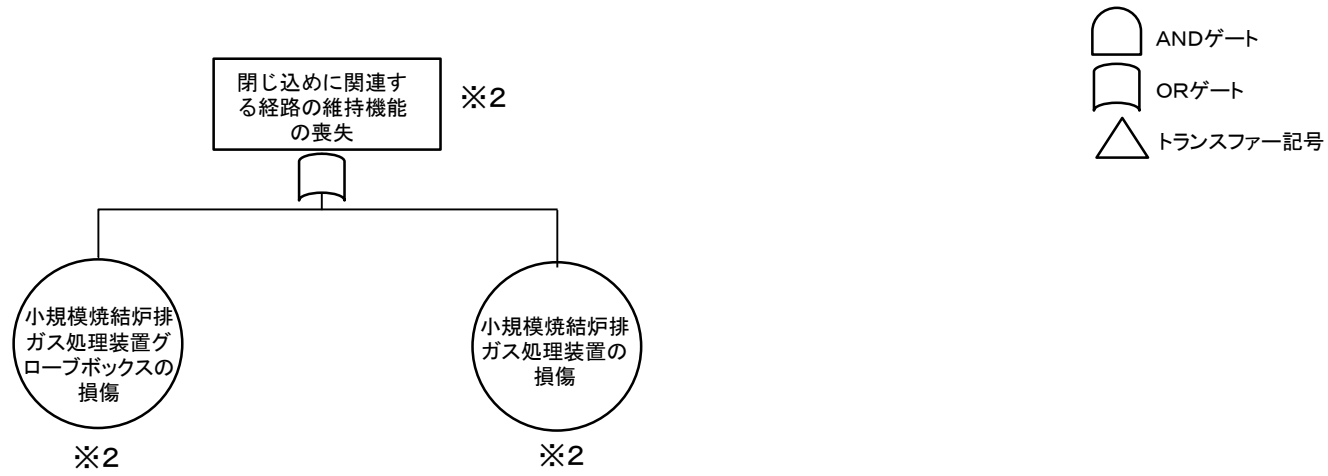 閉じ込めに関連す
る経路の維持機能
の喪失
※2
小規模焼結炉排
ガス処理装置グ
ローブボックスの
損傷
※2
小規模焼結炉排
ガス処理装置の
損傷
※2
ANDゲート
ORゲート
トランスファー記号